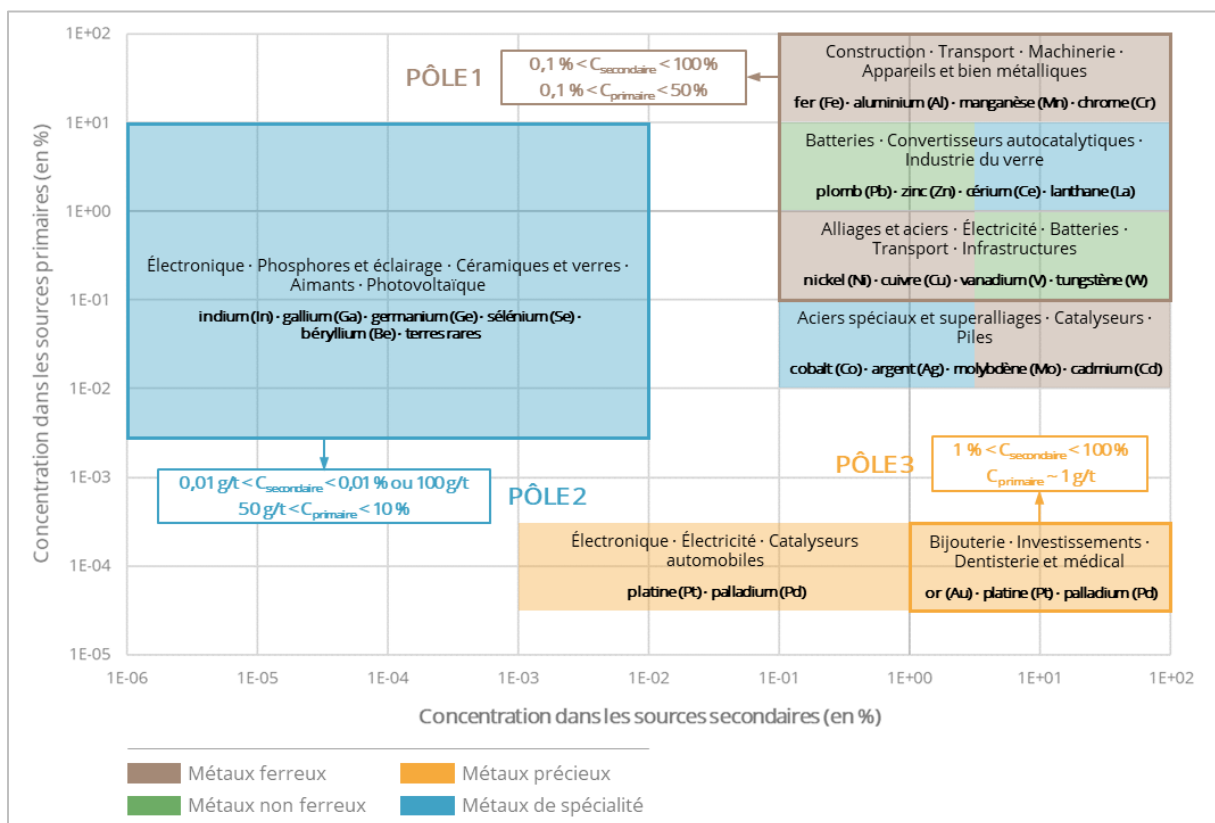 Concentration dans les sources primaires (en %)
1E+02
1E+01
1E+00
1E-01
1E-02
1E-03
1E-04
1E-05
PÔLE 1
0,1 % < Csecondaire < 100 %
0,1 % < Cprimaire < 50 %
Construction · Transport · Machinerie ·
Appareils et bien métalliques
fer (Fe) · aluminium (Al) · manganèse (Mn) · chrome (Cr)
Batteries · Convertisseurs autocatalytiques ·
Industrie du verre
plomb (Pb) · zinc (Zn) · cérium (Ce) · lanthane (La)
Alliages et aciers · Électricité · Batteries ·
Transport · Infrastructures
nickel (Ni) · cuivre (Cu) · vanadium (V) · tungstène (W)
Aciers spéciaux et superalliages · Catalyseurs ·
Piles
cobalt (Co) · argent (Ag) · molybdène (Mo) · cadmium (Cd)
Électronique · Phosphores et éclairage · Céramiques et verres ·
Aimants · Photovoltaïque
indium (In) · gallium (Ga) · germanium (Ge) · sélénium (Se) ·
béryllium (Be) · terres rares
0,01 g/t < Csecondaire < 0,01 % ou 100 g/t
50 g/t < Cprimaire < 10 %
PÔLE 2
PÔLE 3
1 % < Csecondaire < 100 %
Cprimaire ~ 1 g/t
Électronique · Électricité · Catalyseurs
automobiles
platine (Pt) · palladium (Pd)
Bijouterie · Investissements ·
Dentisterie et médical
or (Au) · platine (Pt) · palladium (Pd)
1E-06 1E-05 1E-04 1E-03 1E-02 1E-01 1E+00 1E+01 1E+02
Concentration dans les sources secondaires (en %)
Métaux ferreux
Métaux précieux
Métaux non ferreux
Métaux de spécialité